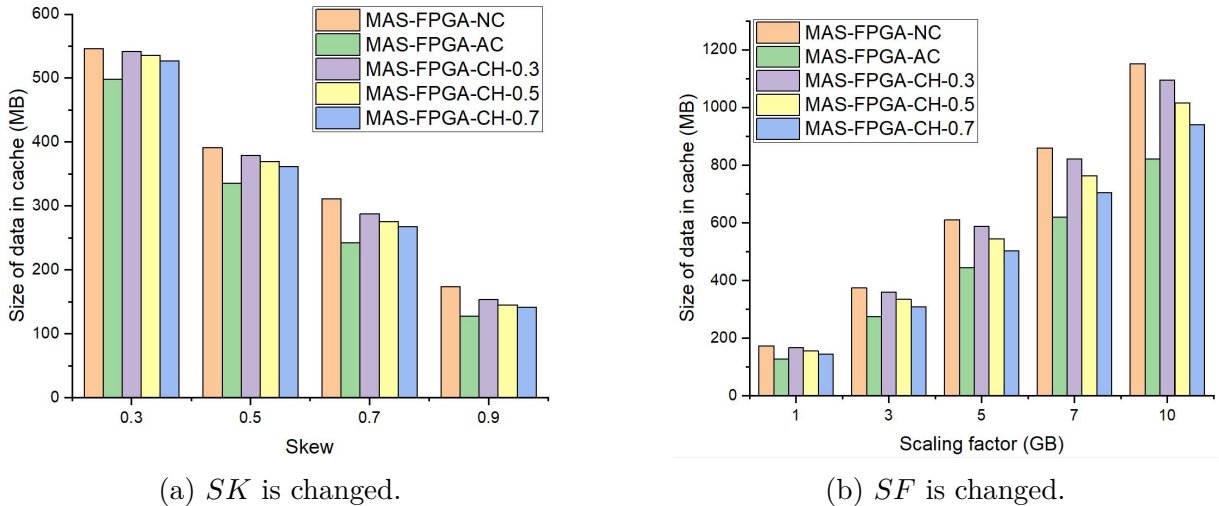 MAS-FPGA-NC
MAS-FPGA-AC
MAS-FPGA-CH-0.3
MAS-FPGA-CH-0.5
MAS-FPGA-CH-0.7
Size of data in cache (MB)
600
500
400
300
200
100
0
0.3 0.5 0.7 0.9
Skew
(a) SK is changed.
MAS-FPGA-NC
MAS-FPGA-AC
MAS-FPGA-CH-0.3
MAS-FPGA-CH-0.5
MAS-FPGA-CH-0.7
Size of data in cache (MB)
1200
1000
800
600
400
200
0
1 3 5 7 10
Scaling factor (GB)
(b) SF is changed.